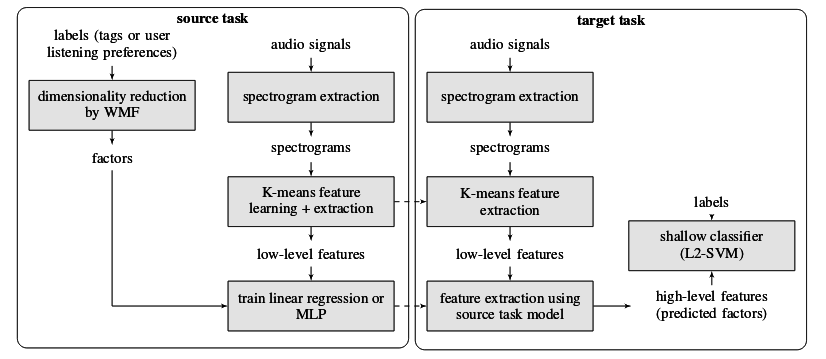 source task
labels (tags or user
listening preferences)
dimensionality reduction
by WMF
factors
audio signals
spectrogram extraction
spectrograms
K-means feature
learning + extraction
low-level features
train linear regression or
MLP
target task
audio signals
spectrogram extraction
spectrograms
K-means feature
extraction
low-level features
feature extraction using
source task model
labels
shallow classifier
(L2-SVM)
high-level features
(predicted factors)